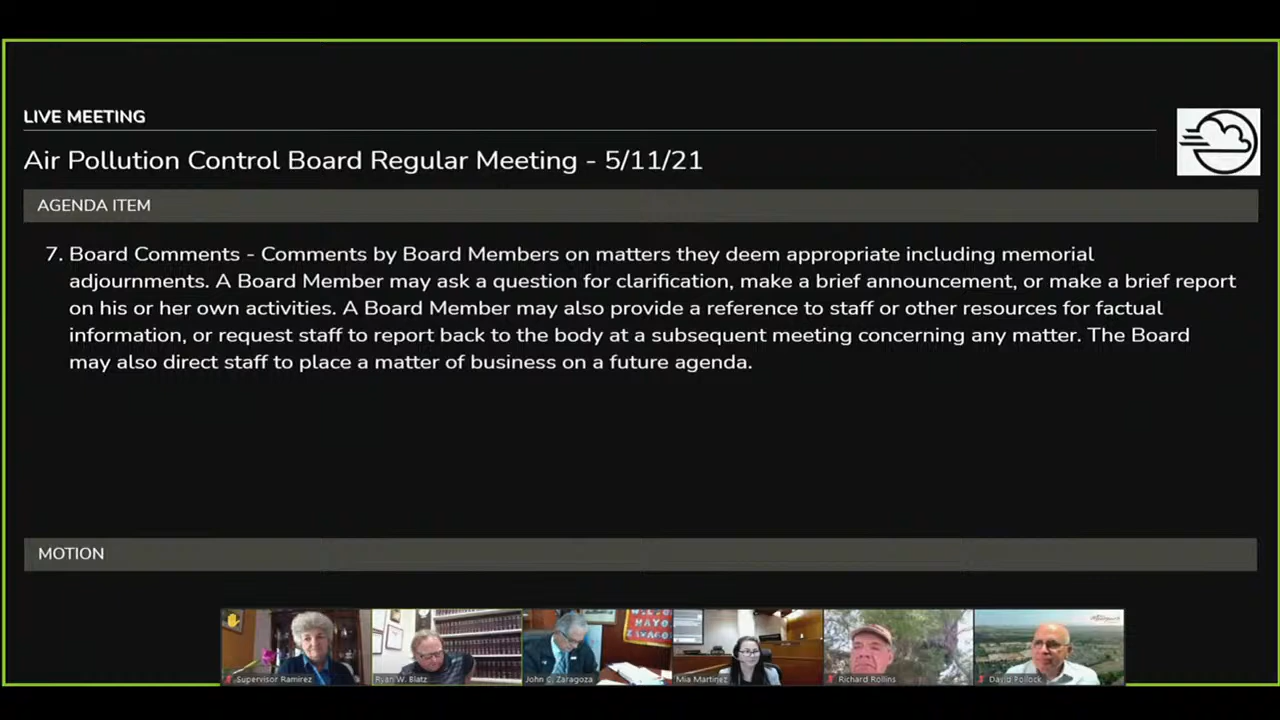 LIVE MEETING
Air Pollution Control Board Regular Meeting - 5/11/21
AGENDA ITEM
7. Board Comments - Comments by Board Members on matters they deem appropriate including memorial
adjournments. A Board Member may ask a question for clarification, make a brief announcement, or make a brief report
on his or her own activities. A Board Member may also provide a reference to staff or other resources for factual
information, or request staff to report back to the body at a subsequent meeting concerning any matter. The Board
may also direct staff to place a matter of business on a future agenda.
MOTION
MAYO
Supervisor Ramirez
Ryan W. Blatz
John C. Zaragoza
Mia Martinez
Richard Rollins
David Pollock